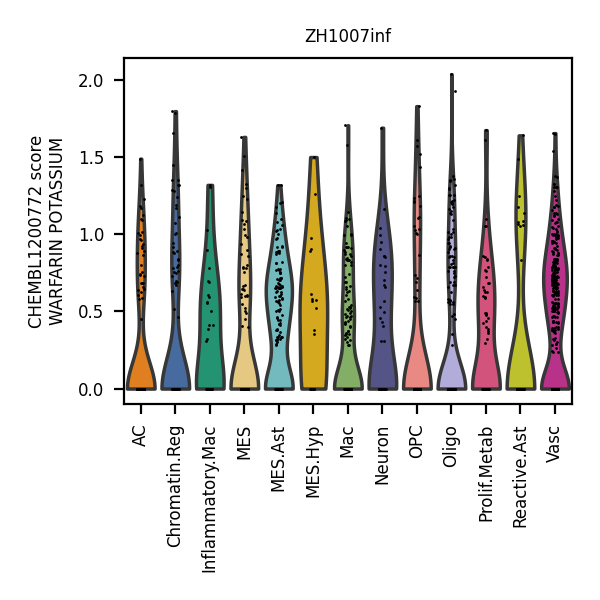 ZH1007inf
CHEMBL1200772 score
WARFARIN POTASSIUM
2.0
1.5
1.0
0.5
0.0
AC
Chromatin.Reg
Inflammatory.Mac
MES
MES.Ast
MES.Hyp
Mac
Neuron
OPC
Oligo
Prolif.Metab
Reactive.Ast
Vasc